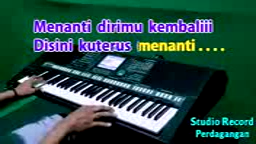 Menanti dirimu kembaliii
Disini kuterus menanti....
Studio Record
Perdagangan